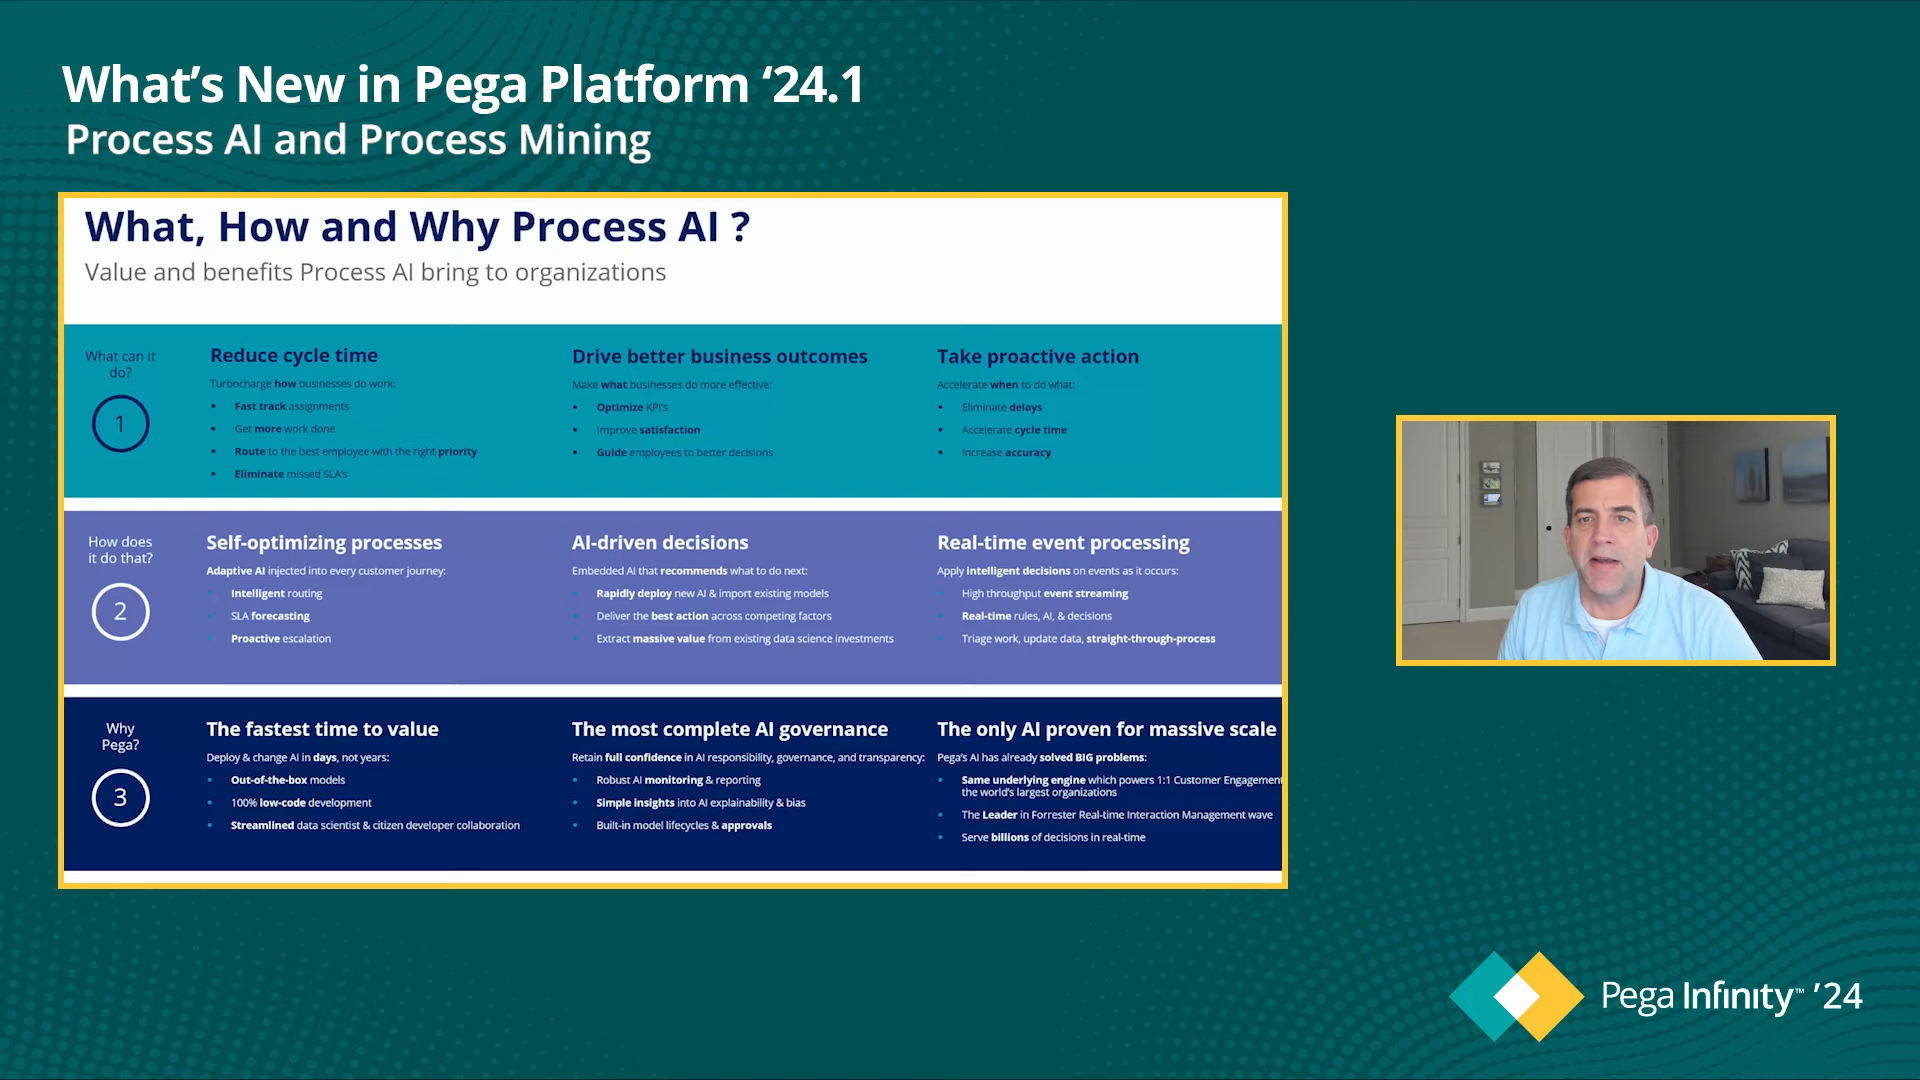 What's New in Pega Platform ‘24.1
Process AI and Process Mining
What, How and Why Process AI ?
Value and benefits Process AI bring to organizations
What can it
do?
1
Reduce cycle time
Turbocharge how businesses do work:
• Fast track assignments
• Get more work done
• Route to the best employee with the right priority
• Eliminate missed SLA's
Drive better business outcomes
Make what businesses do more effective:
• Optimize KPI's
• Improve satisfaction
• Guide employees to better decisions
Take proactive action
Accelerate when to do what:
• Eliminate delays
• Accelerate cycle time
• Increase accuracy
How does
it do that?
2
Self-optimizing processes
Adaptive AI injected into every customer journey:
• Intelligent routing
• SLA forecasting
• Proactive escalation
AI-driven decisions
Embedded AI that recommends what to do next:
• Rapidly deploy new AI & import existing models
• Deliver the best action across competing factors
• Extract massive value from existing data science investments
Real-time event processing
Apply intelligent decisions on events as it occurs:
• High throughput event streaming
• Real-time rules, AI, & decisions
• Triage work, update data, straight-through-process
Why
Pega?
3
The fastest time to value
Deploy & change AI in days, not years:
• Out-of-the-box models
• 100% low-code development
• Streamlined data scientist & citizen developer collaboration
The most complete AI governance
Retain full confidence in AI responsibility, governance, and transparency:
• Robust AI monitoring & reporting
• Simple insights into AI explainability & bias
• Built-in model lifecycles & approvals
The only AI proven for massive scale
Pega's AI has already solved BIG problems:
• Same underlying engine which powers 1:1 Customer Engagement
the world's largest organizations
• The Leader in Forrester Real-time Interaction Management wave
• Serve billions of decisions in real-time
Pega Infinity™ ’24